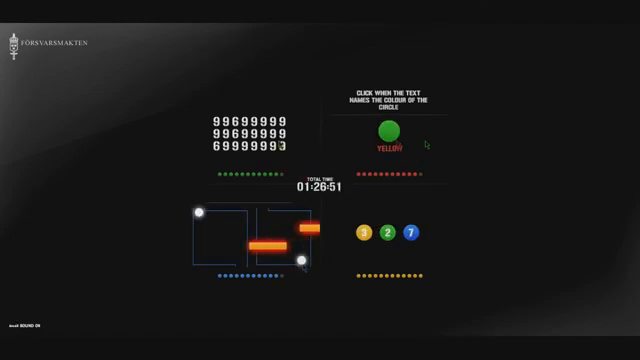 FÖRSVARSMAKTEN
CLICK WHEN THE TEXT
NAMES THE COLOUR OF THE
CIRCLE
99699999
99669999
69999999
YELLOW
TOTAL TIME
01:26:51
3 2 7
SOUND ON